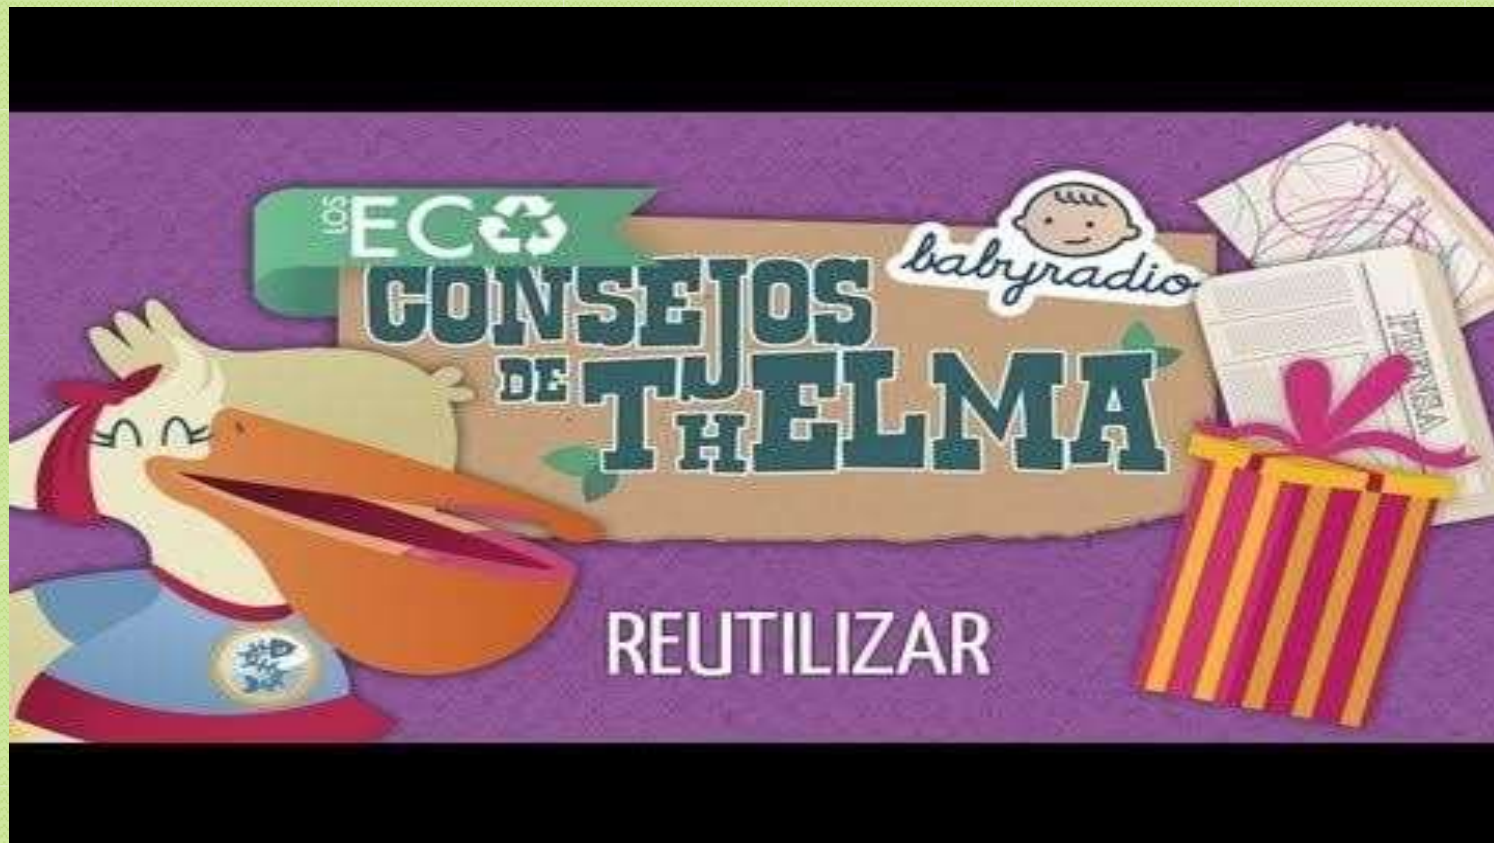 LOS
ECO
babyradio
CONSEJOS
DE THELMA
PRENSA
REUTILIZAR